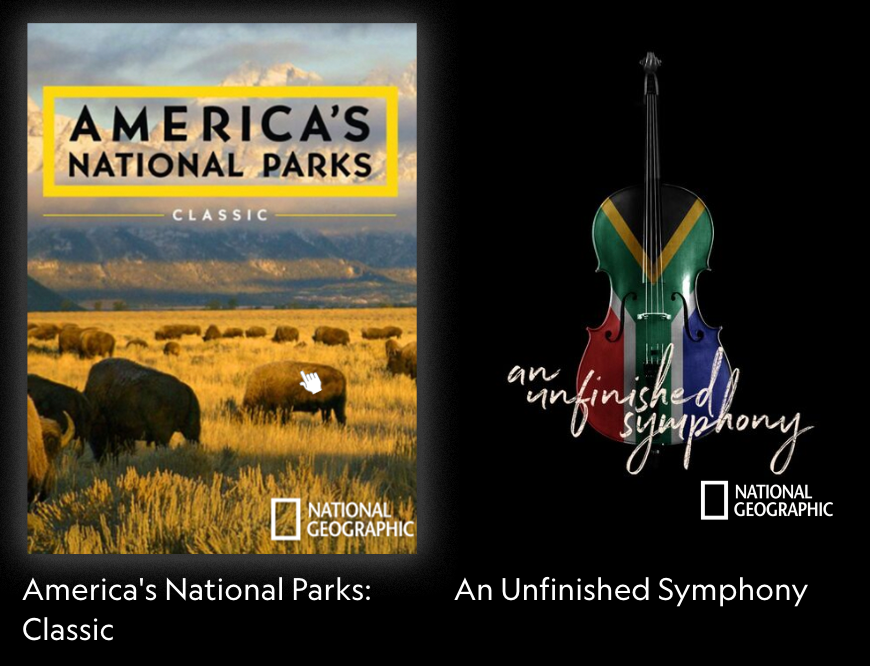 AMERICA'S
NATIONAL PARKS
CLASSIC
NATIONAL
GEOGRAPHIC
America's National Parks:
Classic
an
unfinished
symphony
NATIONAL
GEOGRAPHIC
An Unfinished Symphony